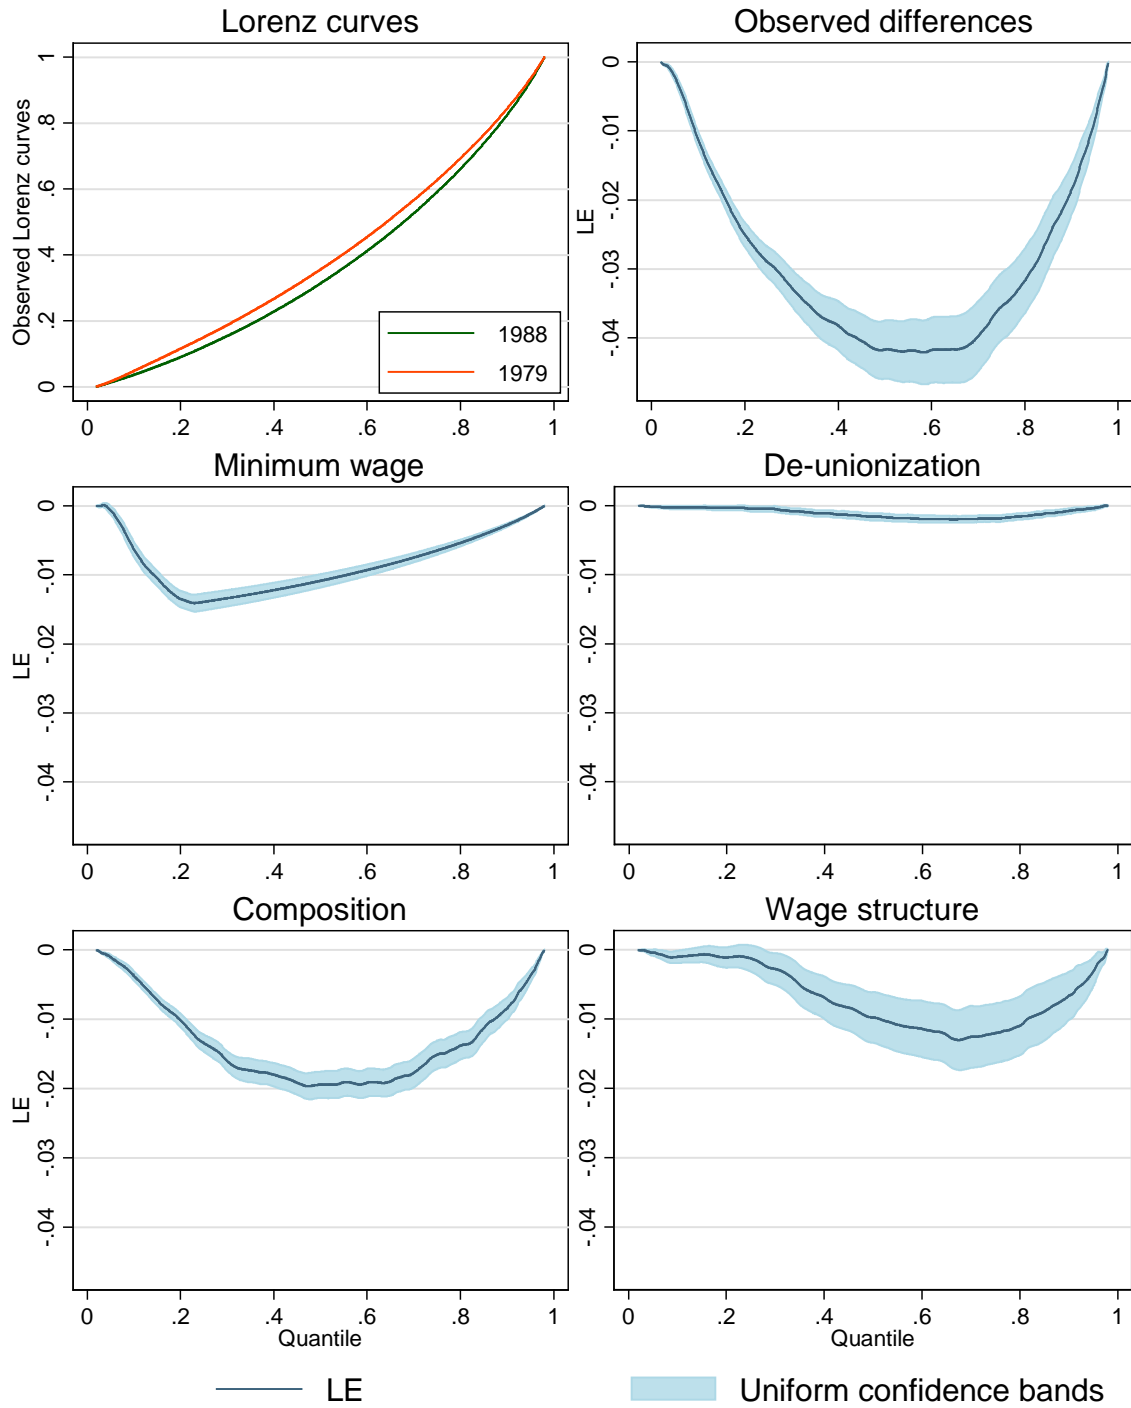 Lorenz curves
Observed Lorenz curves
1
.8
.6
.4
.2
0
0 .2 .4 .6 .8 1
1988
1979
Observed differences
LE
0
-.01
-.02
-.03
-.04
0 .2 .4 .6 .8 1
Minimum wage
LE
0
-.01
-.02
-.03
-.04
0 .2 .4 .6 .8 1
De-unionization
0
-.01
-.02
-.03
-.04
0 .2 .4 .6 .8 1
Composition
LE
0
-.01
-.02
-.03
-.04
0 .2 .4 .6 .8 1
Quantile
Wage structure
0
-.01
-.02
-.03
-.04
0 .2 .4 .6 .8 1
Quantile
LE
Uniform confidence bands